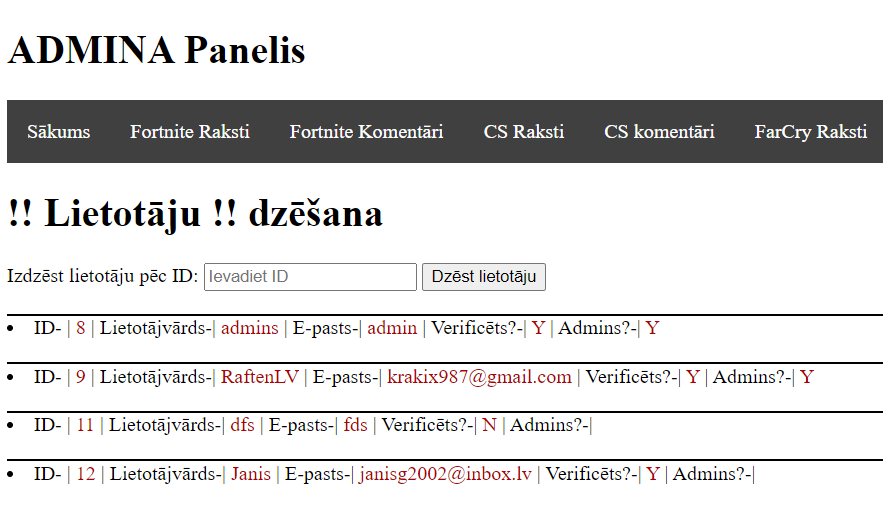 ADMINA Panelis
Sākums Fortnite Raksti Fortnite Komentāri CS Raksti CS komentāri FarCry Raksti
!! Lietotāju !! dzēšana
Izdzēst lietotāju pēc ID: Ievadiet ID Dzēst lietotāju
• ID- | 8 | Lietotājvārds-| admins | E-pasts-| admin | Verificēts?-| Y | Admins?-| Y
• ID- | 9 | Lietotājvārds-| RaftenLV | E-pasts-| krakix987@gmail.com | Verificēts?-| Y | Admins?-| Y
• ID- | 11 | Lietotājvārds-| dfs | E-pasts-| fds | Verificēts?-| N | Admins?-|
• ID- | 12 | Lietotājvārds-| Janis | E-pasts-| janisg2002@inbox.lv | Verificēts?-| Y | Admins?-|